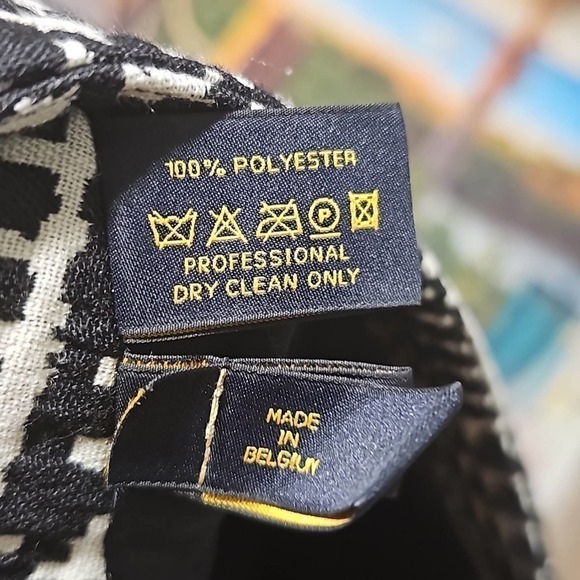 100% POLYESTER
P
PROFESSIONAL
DRY CLEAN ONLY
MADE
IN
BELGIUM